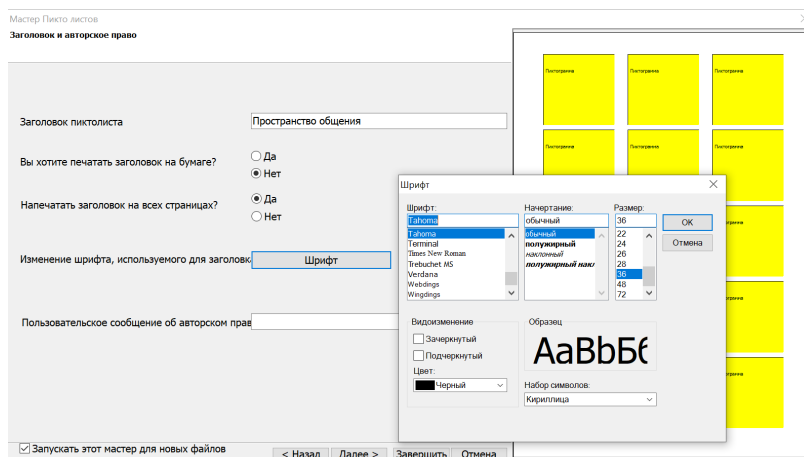 Мастер Пикто листов
Заголовок и авторское право
Пиктограмма Пиктограмма Пиктограмма
Заголовок пиктолиста Пространство общения
Вы хотите печатать заголовок на бумаге? Да
Нет
Пиктограмма Пиктограмма Пиктограмма
Напечатать заголовок на всех страницах? Да
Нет
Изменение шрифта, используемого для заголовк Шрифт
Пользовательское сообщение об авторском прав
Запускать этот мастер для новых файлов
< Назад Далее > Завершить Отмена
Шрифт
Шрифт: Начертание: Размер:
Tahoma обычный 36 OK
Tahoma обычный 22 Отмена
Terminal полужирный 24
Times New Roman наклонный 26
Trebuchet MS полужирный накл 28
Verdana 36
Webdings 48
Wingdings 72
Видоизменение Образец
Зачеркнутый
Подчеркнутый
АаВbБб
Цвет:
Черный
Набор символов:
Кириллица